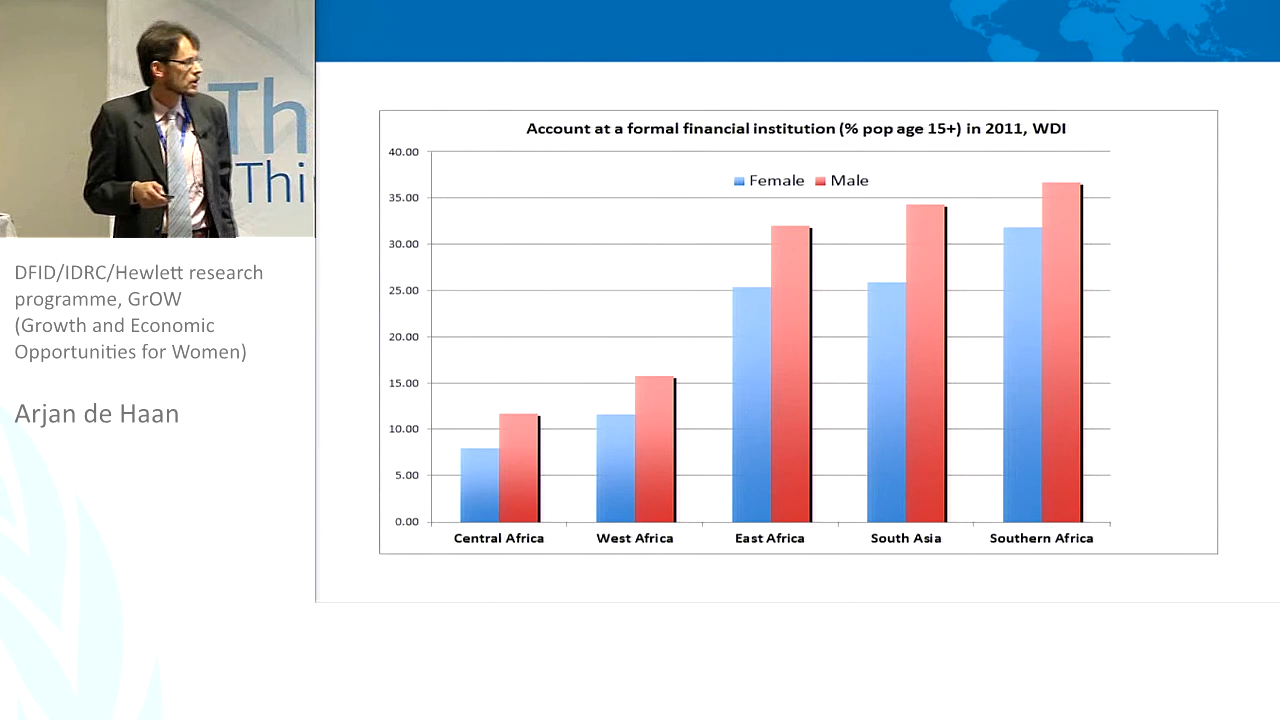 Th
Thi
DFID/IDRC/Hewlett research
programme, GrOW
(Growth and Economic
Opportunities for Women)
Arjan de Haan
Account at a formal financial institution (% pop age 15+) in 2011, WDI
Female Male
40.00
35.00
30.00
25.00
20.00
15.00
10.00
5.00
0.00
Central Africa West Africa East Africa South Asia Southern Africa